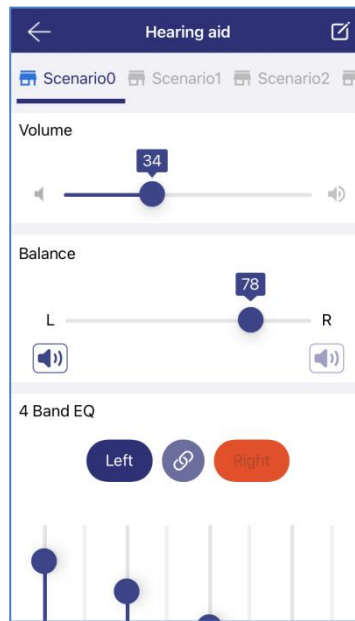 Hearing aid
Scenario0 Scenario1 Scenario2
Volume
34
Balance
78
L R
4 Band EQ
Left Right